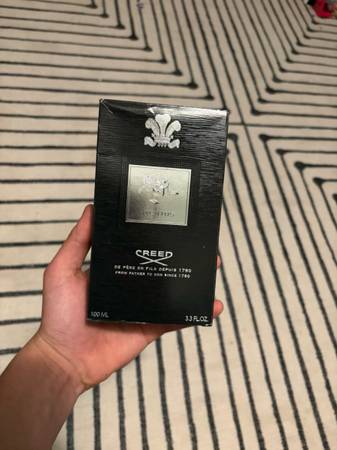 CREED
DE PÈRE EN FILS DEPUIS 1760
FROM FATHER TO SON SINCE 1760
100 ML
3.3 FL.OZ.